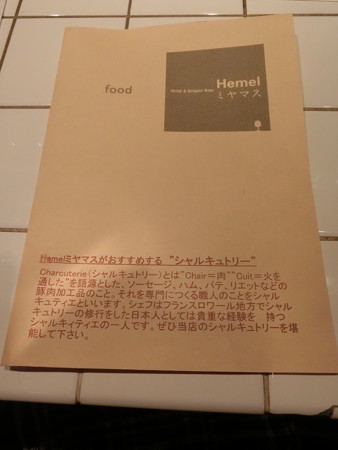 food
Hemel
ミヤマス
Hemelミヤマスがおすすめする "シャルキュトリー"
Charcuterie(シャルキュトリー)とは"Chair=肉""Cuit=火を
通した"を語源とした、ソーセージ、ハム、パテ、リエットなどの
豚肉加工品のこと。それを専門につくる職人のことをシャル
キュティエといいます。シェフはフランスロワール地方でシャル
キュトリーの修行をした日本人としては貴重な経験を 持つ
シャルキィティエの一人です。ぜひ当店のシャルキュトリーを堪
能して下さい。